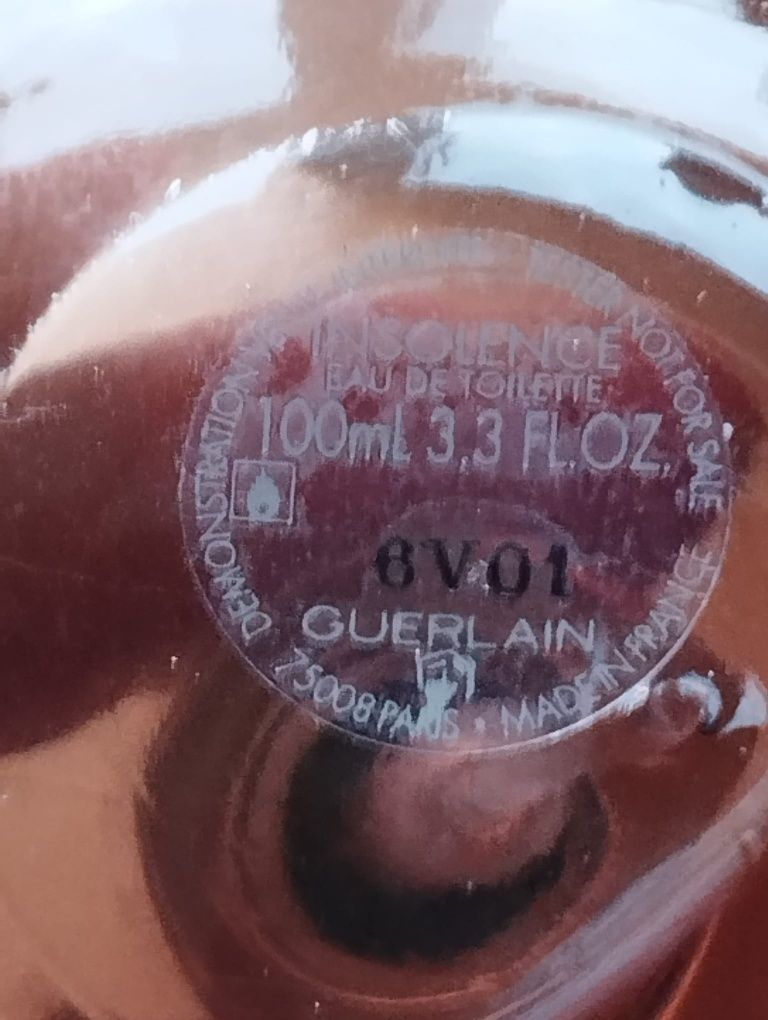 INSOLENCE
EAU DE TOILETTE
100mL 3.3 FL.OZ.
8V01
GUERLAIN
75008 PARIS • MADE IN FRANCE
DEMONSTRATION
TESTER NOT FOR SALE